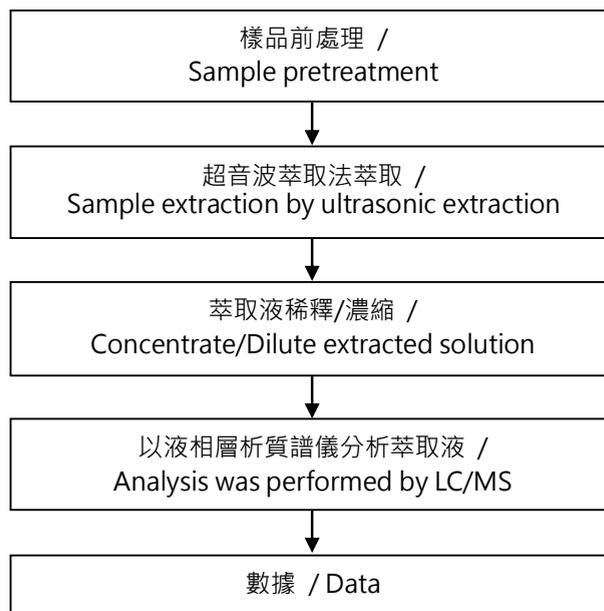 樣品前處理 /
Sample pretreatment
超音波萃取法萃取 /
Sample extraction by ultrasonic extraction
萃取液稀釋/濃縮 /
Concentrate/Dilute extracted solution
以液相層析質譜儀分析萃取液 /
Analysis was performed by LC/MS
數據 / Data